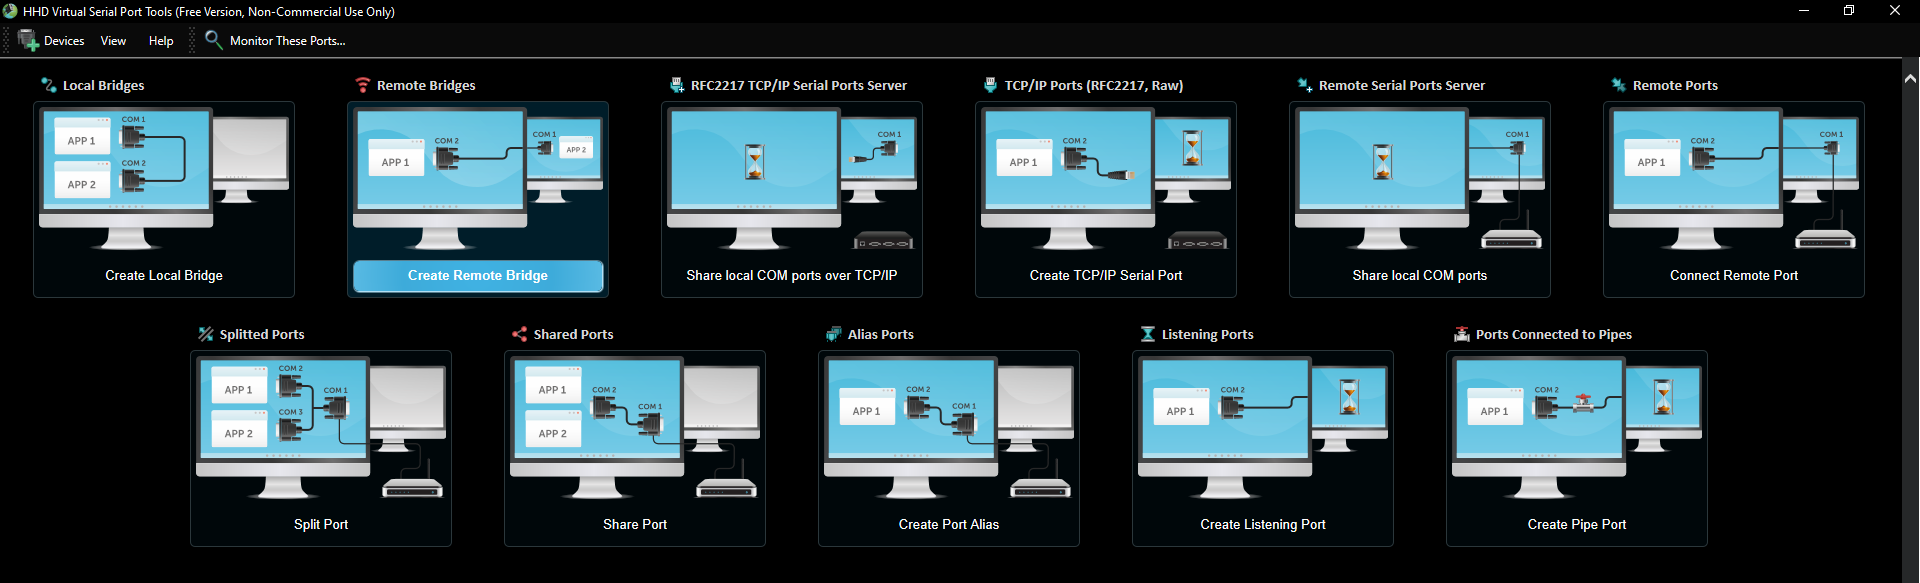 HHD Virtual Serial Port Tools (Free Version, Non-Commercial Use Only)
Devices View Help Monitor These Ports...
Local Bridges
APP 1
COM 1
APP 2
COM 2
Create Local Bridge
Remote Bridges
APP 1
COM 2
COM 1
APP 2
Create Remote Bridge
RFC2217 TCP/IP Serial Ports Server
COM 1
Share local COM ports over TCP/IP
TCP/IP Ports (RFC2217, Raw)
APP 1
COM 2
Create TCP/IP Serial Port
Remote Serial Ports Server
COM 1
Share local COM ports
Remote Ports
APP 1
COM 2
COM 1
Connect Remote Port
Splitted Ports
APP 1
COM 2
COM 1
APP 2
COM 3
Split Port
Shared Ports
APP 1
COM 2
COM 1
APP 2
Share Port
Alias Ports
APP 1
COM 2
COM 1
Create Port Alias
Listening Ports
APP 1
COM 2
Create Listening Port
Ports Connected to Pipes
APP 1
COM 2
Create Pipe Port